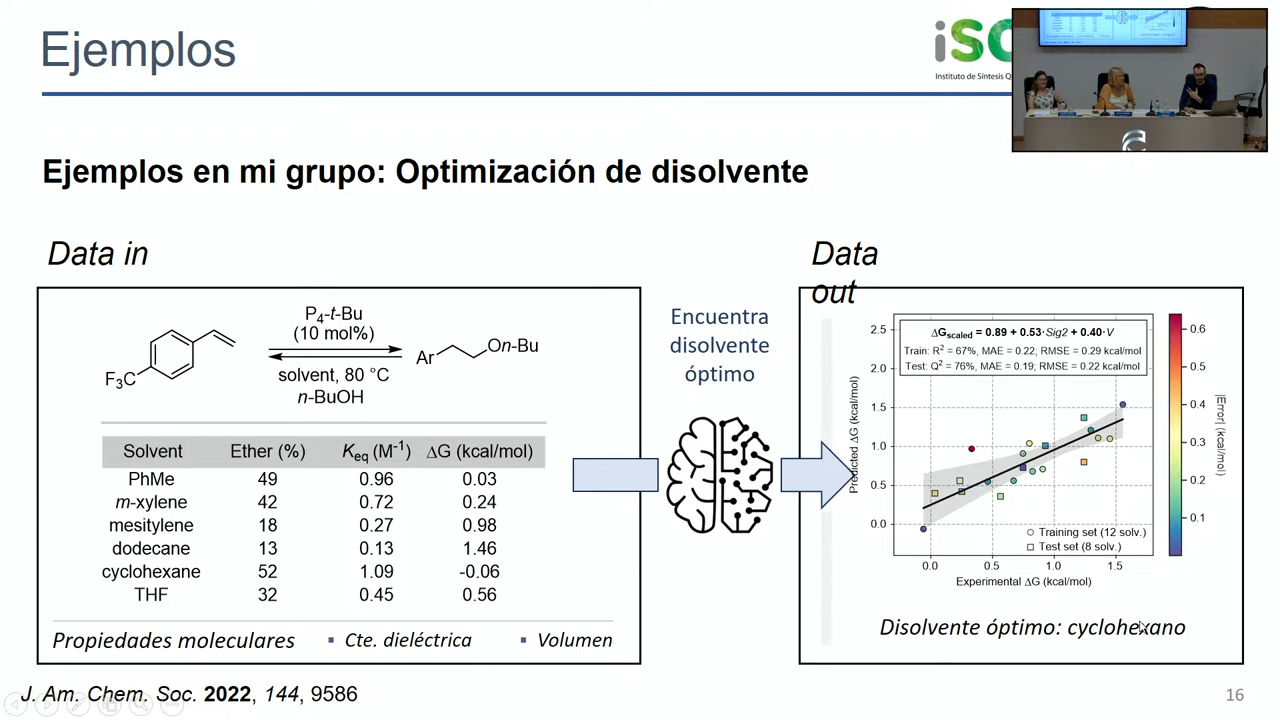 Ejemplos
iSO
Instituto de Síntesis Q
Ejemplos en mi grupo: Optimización de disolvente
Data in
Data
out
P4-t-Bu
(10 mol%)
solvent, 80 °C
n-BuOH
F3C
Ar
On-Bu
Solvent Ether (%) Keq (M-1) ΔG (kcal/mol)
PhMe 49 0.96 0.03
m-xylene 42 0.72 0.24
mesitylene 18 0.27 0.98
dodecane 13 0.13 1.46
cyclohexane 52 1.09 -0.06
THF 32 0.45 0.56
Propiedades moleculares ▪ Cte. dieléctrica ▪ Volumen
Encuentra
disolvente
óptimo
ΔGscaled = 0.89 + 0.53·Sig2 + 0.40·V
Train: R2 = 67%, MAE = 0.22; RMSE = 0.29 kcal/mol
Test: Q2 = 76%, MAE = 0.19; RMSE = 0.22 kcal/mol
Predicted ΔG (kcal/mol)
2.5
2.0
1.5
1.0
0.5
0.0
Training set (12 solv.)
Test set (8 solv.)
0.0 0.5 1.0 1.5
Experimental ΔG (kcal/mol)
0.6
0.5
0.4
0.3
0.2
0.1
|Error| (kcal/mol)
Disolvente óptimo: cyclohexano
J. Am. Chem. Soc. 2022, 144, 9586
16